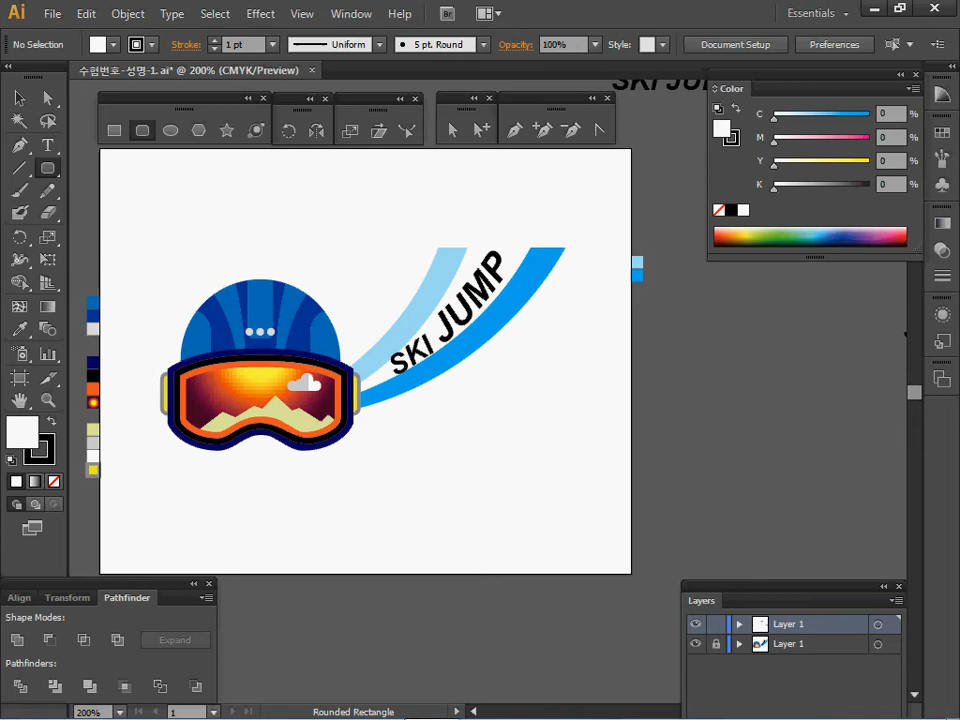 Ai File Edit Object Type Select Effect View Window Help Br Essentials
No Selection Stroke: 1 pt Uniform 5 pt. Round Opacity: 100% Style: Document Setup Preferences
수험번호-성명-1.ai* @ 200% (CMYK/Preview)
SKI JUM
Color
C 0 %
M 0 %
Y 0 %
K 0 %
SKI JUMP
Align Transform Pathfinder
Shape Modes:
Expand
Pathfinders:
Layers
Layer 1
Layer 1
200% 1 Rounded Rectangle